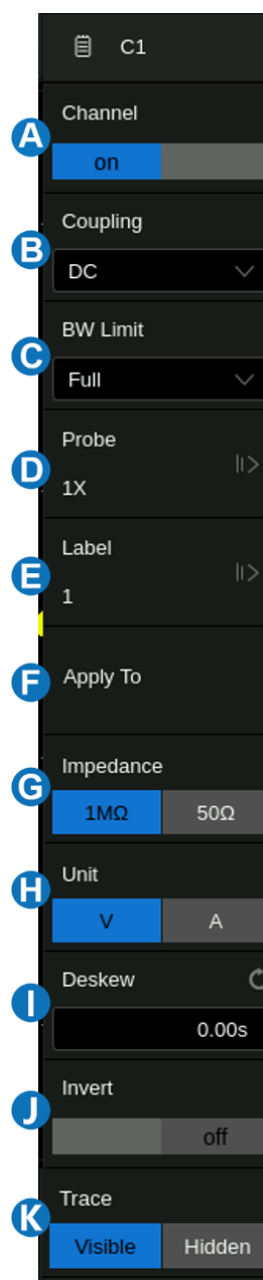 C1
A
Channel
on
B
Coupling
DC
C
BW Limit
Full
D
Probe
1X
E
Label
1
F
Apply To
G
Impedance
1MΩ 50Ω
H
Unit
V A
I
Deskew
0.00s
J
Invert
off
K
Trace
Visible Hidden